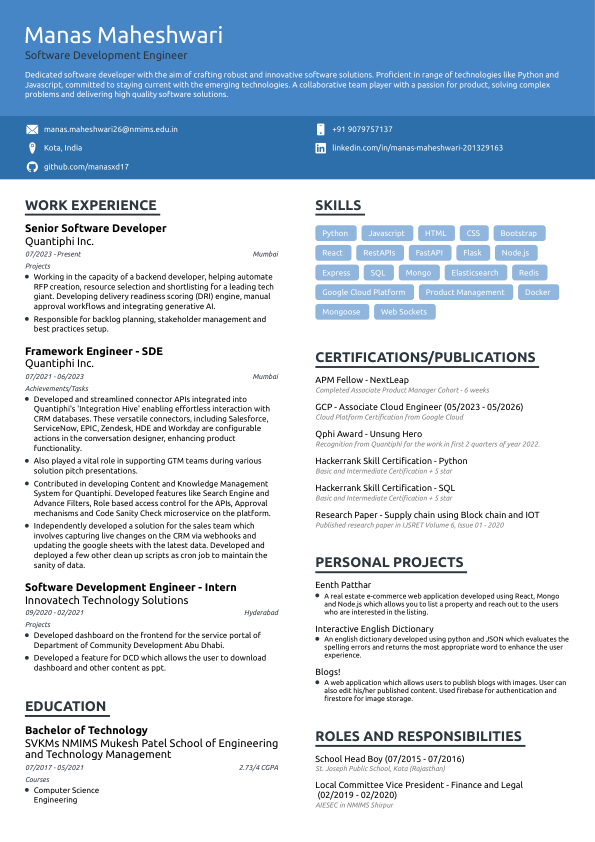 Manas Maheshwari
Software Development Engineer
Dedicated software developer with the aim of crafting robust and innovative software solutions. Proficient in range of technologies like Python and
Javascript, committed to staying current with the emerging technologies. A collaborative team player with a passion for product, solving complex
problems and delivering high quality software solutions.
manas.maheshwari26@nmims.edu.in
+91 9079757137
Kota, India
linkedin.com/in/manas-maheshwari-201329163
github.com/manasxd17
WORK EXPERIENCE
Senior Software Developer
Quantiphi Inc.
07/2023 - Present
Mumbai
Projects
Working in the capacity of a backend developer, helping automate
RFP creation, resource selection and shortlisting for a leading tech
giant. Developing delivery readiness scoring (DRI) engine, manual
approval workflows and integrating generative AI.
Responsible for backlog planning, stakeholder management and
best practices setup.
Framework Engineer - SDE
Quantiphi Inc.
07/2021 - 06/2023
Mumbai
Achievements/Tasks
Developed and streamlined connector APIs integrated into
Quantiphi's 'Integration Hive' enabling effortless interaction with
CRM databases. These versatile connectors, including Salesforce,
ServiceNow, EPIC, Zendesk, HDE and Workday are configurable
actions in the conversation designer, enhancing product
functionality.
Also played a vital role in supporting GTM teams during various
solution pitch presentations.
Contributed in developing Content and Knowledge Management
System for Quantiphi. Developed features like Search Engine and
Advance Filters, Role based access control for the APIs, Approval
mechanisms and Code Sanity Check microservice on the platform.
Independently developed a solution for the sales team which
involves capturing live changes on the CRM via webhooks and
updating the google sheets with the latest data. Developed and
deployed a few other clean up scripts as cron job to maintain the
sanity of data.
Software Development Engineer - Intern
Innovatech Technology Solutions
09/2020 - 02/2021
Hyderabad
Projects
Developed dashboard on the frontend for the service portal of
Department of Community Development Abu Dhabi.
Developed a feature for DCD which allows the user to download
dashboard and other content as ppt.
EDUCATION
Bachelor of Technology
SVKMs NMIMS Mukesh Patel School of Engineering
and Technology Management
07/2017 - 05/2021
2.73/4 CGPA
Courses
Computer Science
Engineering
SKILLS
Python Javascript HTML CSS Bootstrap
React RestAPIs FastAPI Flask Node.js
Express SQL Mongo Elasticsearch Redis
Google Cloud Platform Product Management Docker
Mongoose Web Sockets
CERTIFICATIONS/PUBLICATIONS
APM Fellow - NextLeap
Completed Associate Product Manager Cohort - 6 weeks
GCP - Associate Cloud Engineer (05/2023 - 05/2026)
Cloud Platform Certification from Google Cloud
Qphi Award - Unsung Hero
Recognition from Quantiphi for the work in first 2 quarters of year 2022.
Hackerrank Skill Certification - Python
Basic and Intermediate Certification + 5 star
Hackerrank Skill Certification - SQL
Basic and Intermediate Certification + 5 star
Research Paper - Supply chain using Block chain and IOT
Published research paper in IJSRET Volume 6, Issue 01 - 2020
PERSONAL PROJECTS
Eenth Patthar
A real estate e-commerce web application developed using React, Mongo
and Node.js which allows you to list a property and reach out to the users
who are interested in the listing.
Interactive English Dictionary
An english dictionary developed using python and JSON which evaluates the
spelling errors and returns the most appropriate word to enhance the user
experience.
Blogs!
A web application which allows users to publish blogs with images. User can
also edit his/her published content. Used firebase for authentication and
firestore for image storage.
ROLES AND RESPONSIBILITIES
School Head Boy (07/2015 - 07/2016)
St. Joseph Public School, Kota (Rajasthan)
Local Committee Vice President - Finance and Legal
(02/2019 - 02/2020)
AIESEC in NMIMS Shirpur